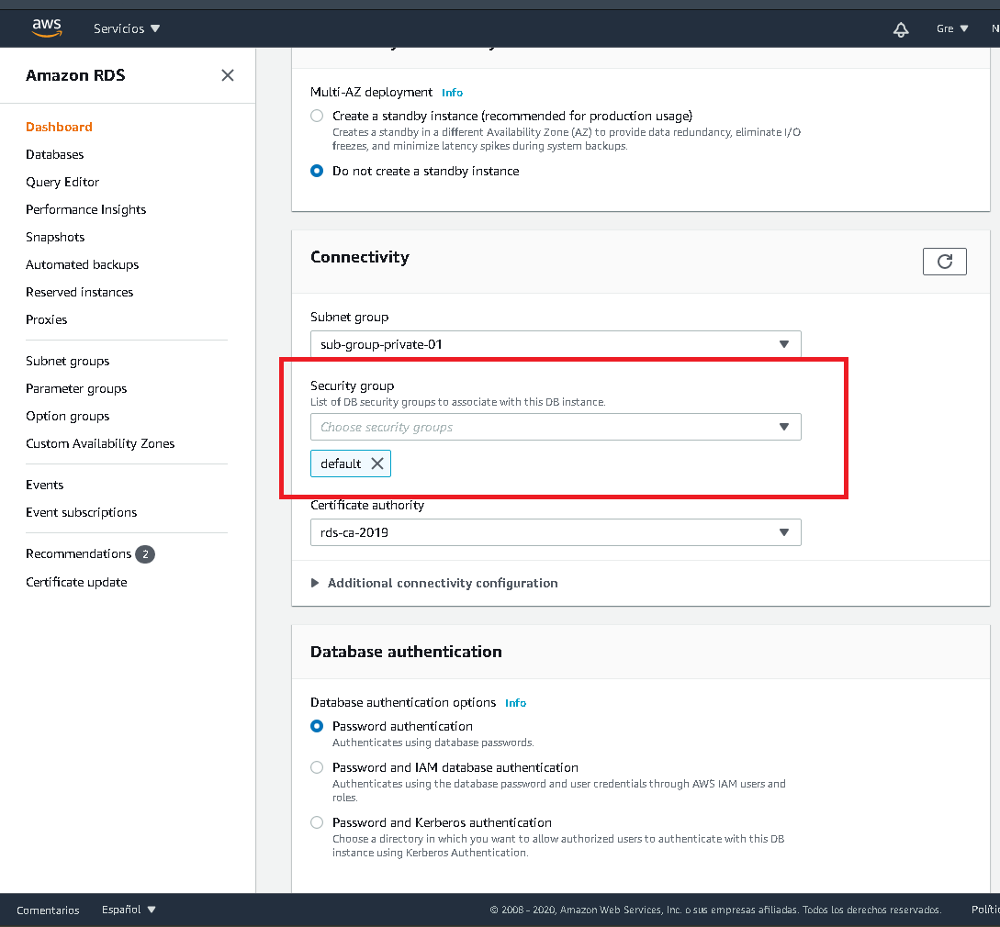 aws
Servicios
Gre
N
Amazon RDS
Dashboard
Databases
Query Editor
Performance Insights
Snapshots
Automated backups
Reserved instances
Proxies
Subnet groups
Parameter groups
Option groups
Custom Availability Zones
Events
Event subscriptions
Recommendations 2
Certificate update
Multi-AZ deployment Info
Create a standby instance (recommended for production usage)
Creates a standby in a different Availability Zone (AZ) to provide data redundancy, eliminate I/O
freezes, and minimize latency spikes during system backups.
Do not create a standby instance
Connectivity
Subnet group
sub-group-private-01
Security group
List of DB security groups to associate with this DB instance.
Choose security groups
default
Certificate authority
rds-ca-2019
Additional connectivity configuration
Database authentication
Database authentication options Info
Password authentication
Authenticates using database passwords.
Password and IAM database authentication
Authenticates using the database password and user credentials through AWS IAM users and
roles.
Password and Kerberos authentication
Choose a directory in which you want to allow authorized users to authenticate with this DB
instance using Kerberos Authentication.
Comentarios
Español
© 2008 - 2020, Amazon Web Services, Inc. o sus empresas afiliadas. Todos los derechos reservados.
Políti